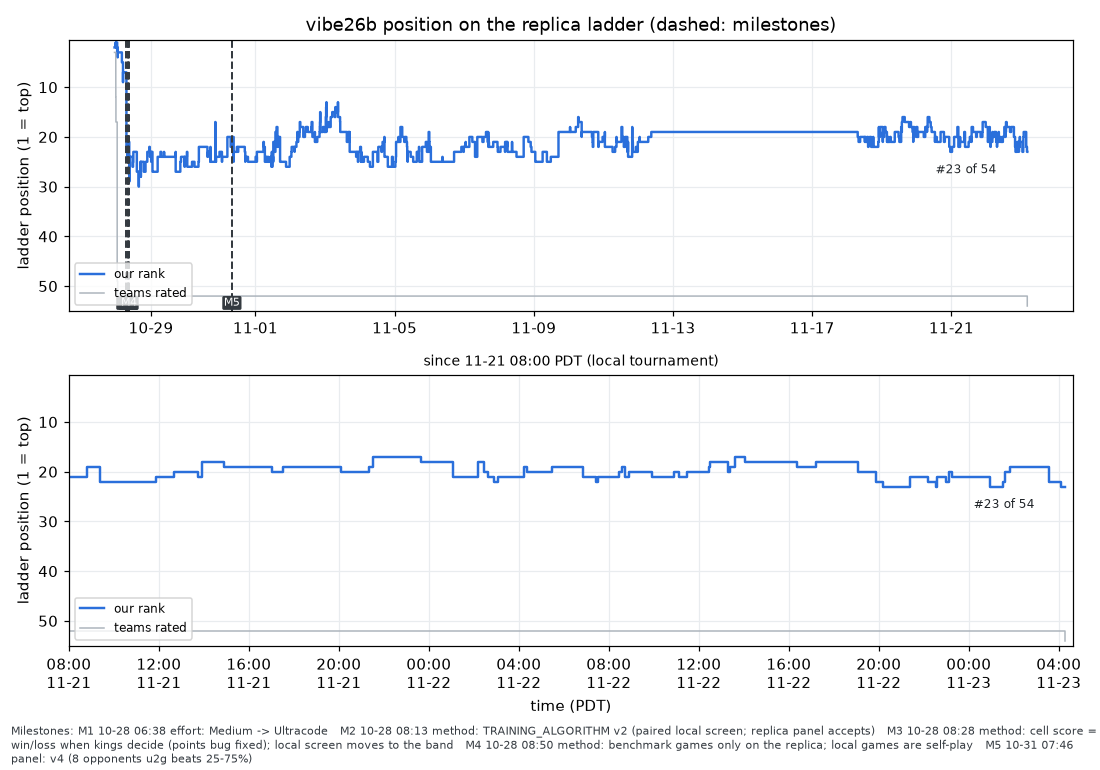 vibe26b position on the replica ladder (dashed: milestones)
ladder position (1 = top)
10
20
30
40
50
#23 of 54
our rank
teams rated
M5
10-29
11-01
11-05
11-09
11-13
11-17
11-21
since 11-21 08:00 PDT (local tournament)
ladder position (1 = top)
10
20
30
40
50
#23 of 54
our rank
teams rated
08:00 12:00 16:00 20:00 00:00 04:00 08:00 12:00 16:00 20:00 00:00 04:00
11-21 11-21 11-21 11-21 11-22 11-22 11-22 11-22 11-22 11-22 11-23 11-23
time (PDT)
Milestones: M1 10-28 06:38 effort: Medium -> Ultracode M2 10-28 08:13 method: TRAINING_ALGORITHM v2 (paired local screen; replica panel accepts) M3 10-28 08:28 method: cell score =
win/loss when kings decide (points bug fixed); local screen moves to the band M4 10-28 08:50 method: benchmark games only on the replica; local games are self-play M5 10-31 07:46
panel: v4 (8 opponents u2g beats 25-75%)